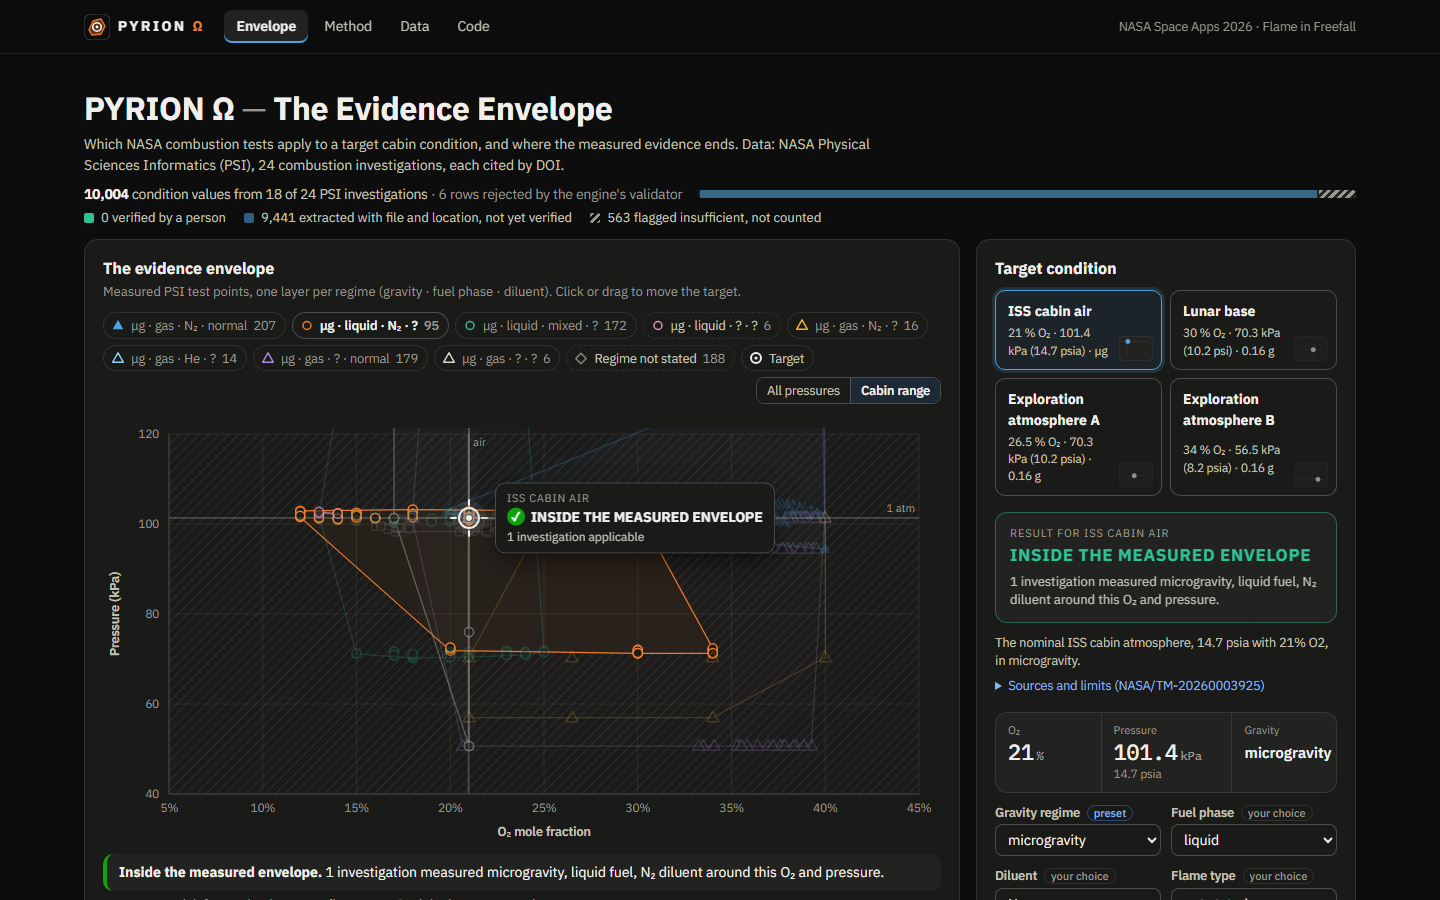 PYRION Ω
Envelope
Method
Data
Code
NASA Space Apps 2026 · Flame in Freefall
PYRION Ω — The Evidence Envelope
Which NASA combustion tests apply to a target cabin condition, and where the measured evidence ends. Data: NASA Physical
Sciences Informatics (PSI), 24 combustion investigations, each cited by DOI.
10,004 condition values from 18 of 24 PSI investigations · 6 rows rejected by the engine's validator
0 verified by a person
9,441 extracted with file and location, not yet verified
563 flagged insufficient, not counted
The evidence envelope
Measured PSI test points, one layer per regime (gravity · fuel phase · diluent). Click or drag to move the target.
µg · gas · N₂ · normal 207
µg · liquid · N₂ · ? 95
µg · liquid · mixed · ? 172
µg · liquid · ? · ? 6
µg · gas · N₂ · ? 16
µg · gas · He · ? 14
µg · gas · ? · normal 179
µg · gas · ? · ? 6
Regime not stated 188
Target
All pressures
Cabin range
120
100
80
60
40
Pressure (kPa)
air
1 atm
ISS CABIN AIR
INSIDE THE MEASURED ENVELOPE
1 investigation applicable
5%
10%
15%
20%
25%
30%
35%
40%
45%
O₂ mole fraction
Inside the measured envelope. 1 investigation measured microgravity, liquid fuel, N₂ diluent around this O₂ and pressure.
Target condition
ISS cabin air
21 % O₂ · 101.4
kPa (14.7 psia) · µg
Lunar base
30 % O₂ · 70.3 kPa
(10.2 psi) · 0.16 g
Exploration
atmosphere A
26.5 % O₂ · 70.3
kPa (10.2 psia) ·
0.16 g
Exploration
atmosphere B
34 % O₂ · 56.5 kPa
(8.2 psia) · 0.16 g
RESULT FOR ISS CABIN AIR
INSIDE THE MEASURED ENVELOPE
1 investigation measured microgravity, liquid fuel, N₂
diluent around this O₂ and pressure.
The nominal ISS cabin atmosphere, 14.7 psia with 21% O2,
in microgravity.
Sources and limits (NASA/TM-20260003925)
O₂
21 %
Pressure
101.4 kPa
14.7 psia
Gravity
microgravity
Gravity regime preset
microgravity
Fuel phase your choice
liquid
Diluent your choice
Flame type your choice